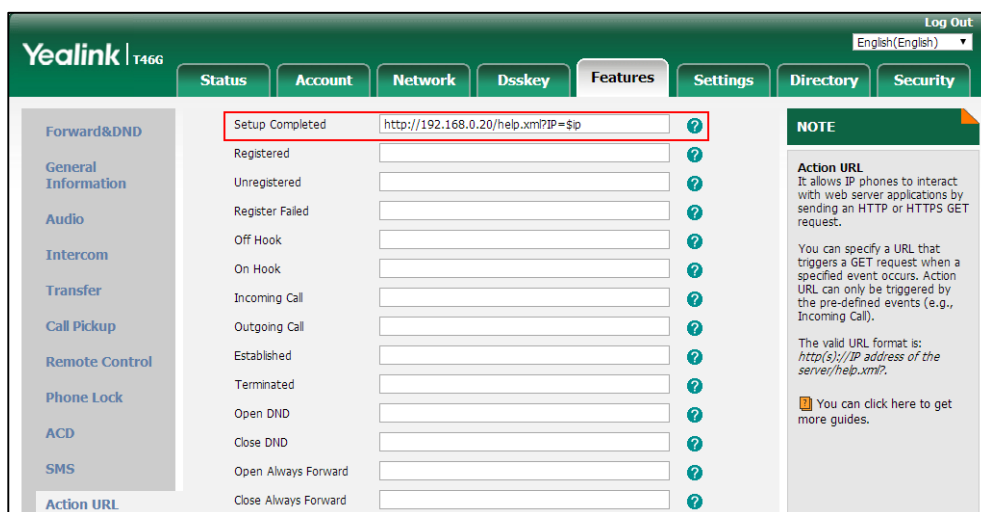 Log Out
Yealink | T46G
English(English)
Status Account Network Dsskey Features Settings Directory Security
Forward&DND
General
Information
Audio
Intercom
Transfer
Call Pickup
Remote Control
Phone Lock
ACD
SMS
Action URL
Setup Completed http://192.168.0.20/help.xml?IP=$ip ?
Registered ?
Unregistered ?
Register Failed ?
Off Hook ?
On Hook ?
Incoming Call ?
Outgoing Call ?
Established ?
Terminated ?
Open DND ?
Close DND ?
Open Always Forward ?
Close Always Forward ?
NOTE
Action URL
It allows IP phones to interact
with web server applications by
sending an HTTP or HTTPS GET
request.
You can specify a URL that
triggers a GET request when a
specified event occurs. Action
URL can only be triggered by
the pre-defined events (e.g.,
Incoming Call).
The valid URL format is:
http(s)://IP address of the
server/help.xml?.
? You can click here to get
more guides.